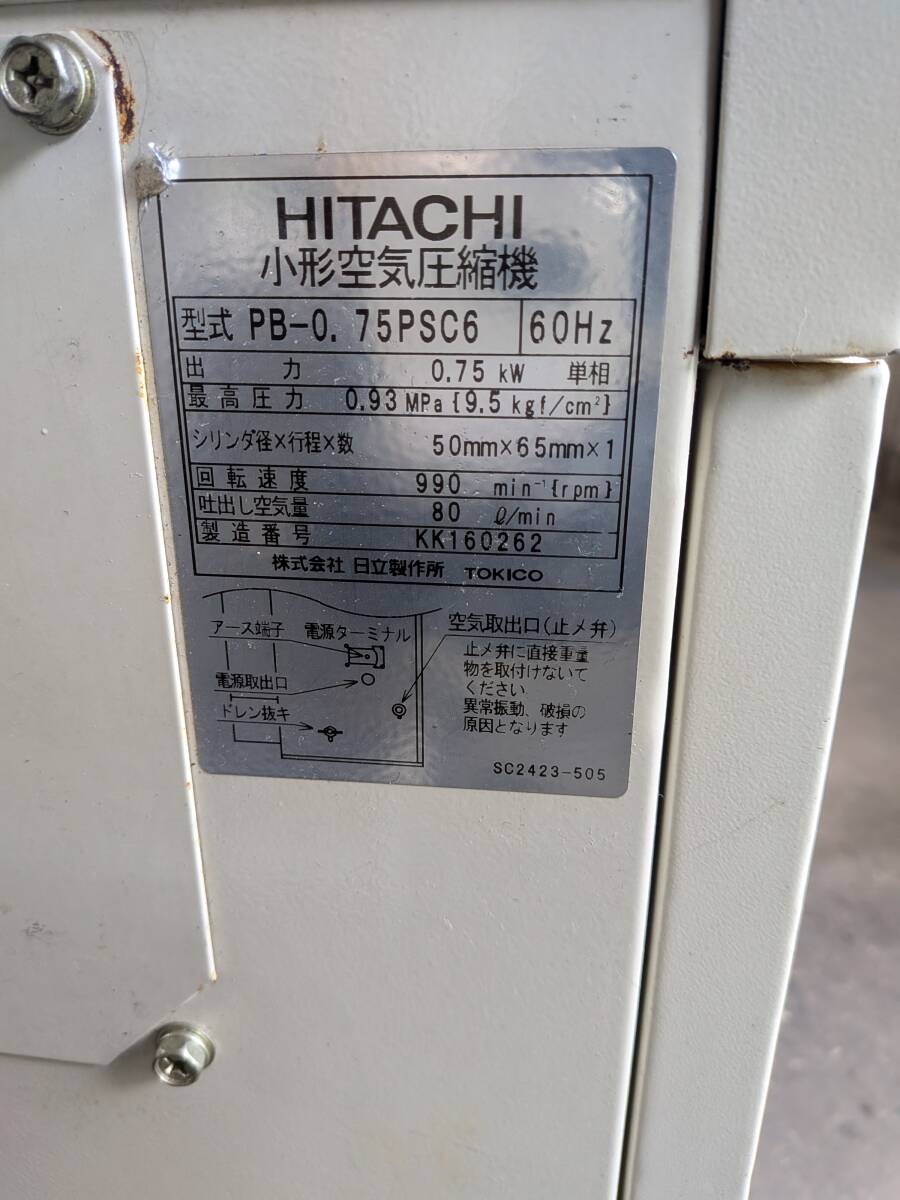 HITACHI
小形空気圧縮機
型式 PB-0.75PSC6 60Hz
出力 0.75 kW 単相
最高圧力 0.93 MPa {9.5 kgf/cm²}
シリンダ径×行程×数 50mm×65mm×1
回転速度 990 min⁻¹{rpm}
吐出し空気量 80 ℓ/min
製造番号 KK160262
株式会社 日立製作所 TOKICO
アース端子 電源ターミナル 空気取出口(止メ弁)
止メ弁に直接重量
物を取付けないて
ください
異常振動、破損の
原因となります
電源取出口
ドレン抜キ
SC2423-505